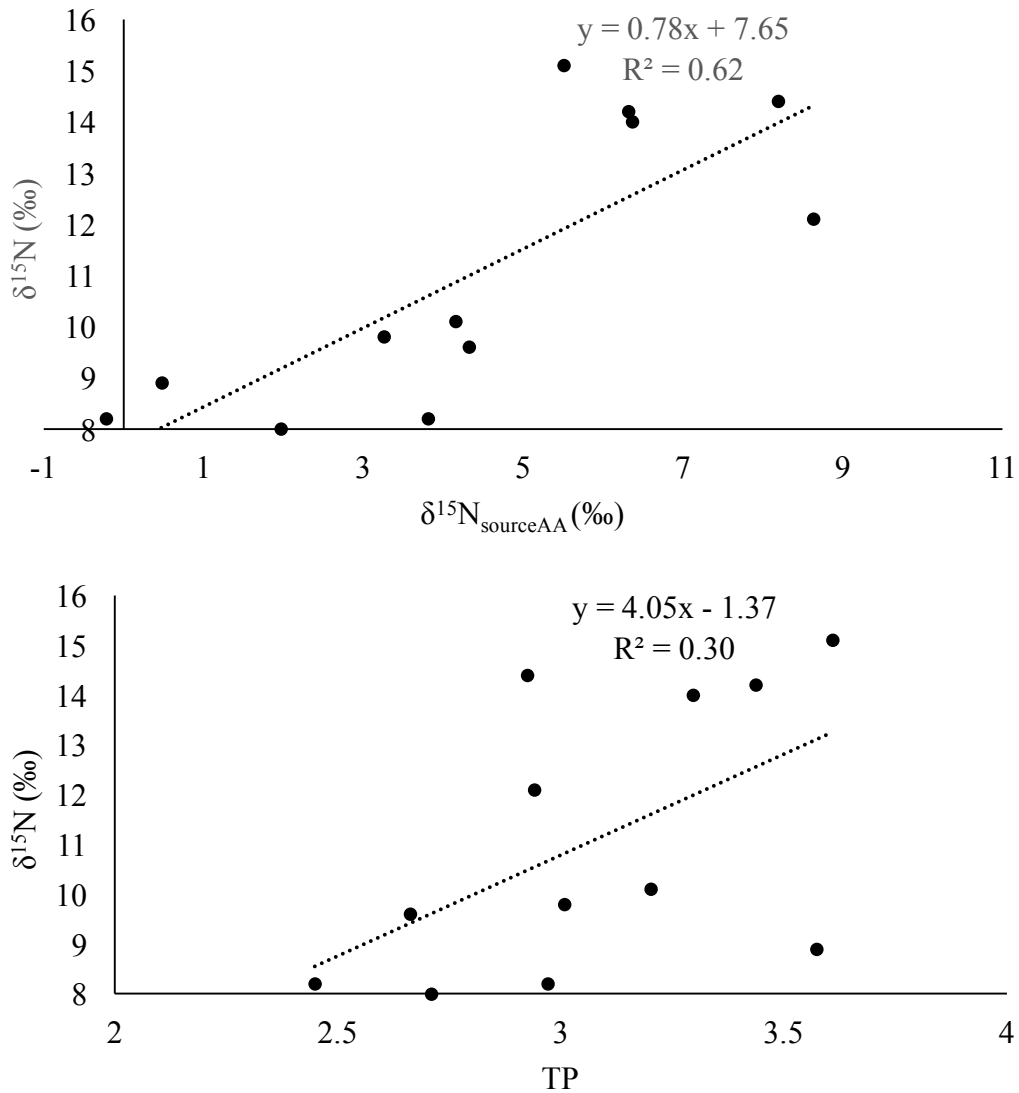 16
y = 0.78x + 7.65
R² = 0.62
15
14
13
12
11
10
9
8
δ¹⁵N (‰)
-1 1 3 5 7 9 11
δ¹⁵NsourceAA (‰)
16
y = 4.05x - 1.37
R² = 0.30
15
14
13
12
11
10
9
8
δ¹⁵N (‰)
2 2.5 3 3.5 4
TP